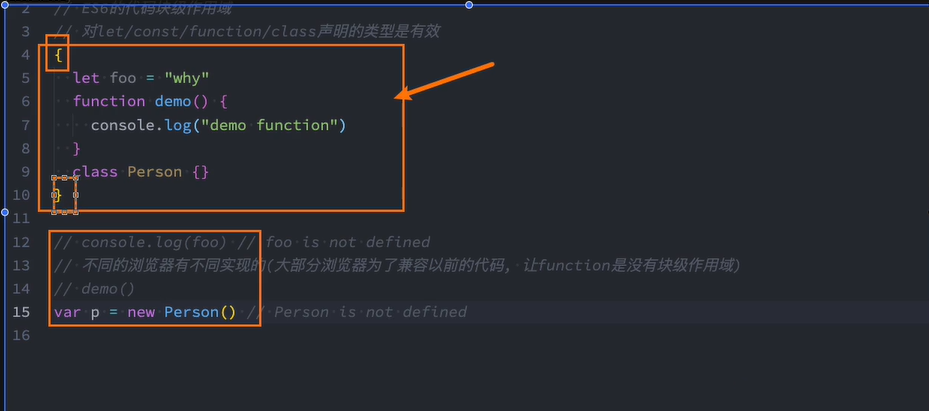 2 // ES6的代码块级作用域
3 // 对let/const/function/class声明的类型是有效
4 {
5 let foo = "why"
6 function demo() {
7 console.log("demo function")
8 }
9 class Person {}
10 }
11
12 // console.log(foo) // foo is not defined
13 // 不同的浏览器有不同实现的(大部分浏览器为了兼容以前的代码, 让function是没有块级作用域)
14 // demo()
15 var p = new Person() // Person is not defined
16